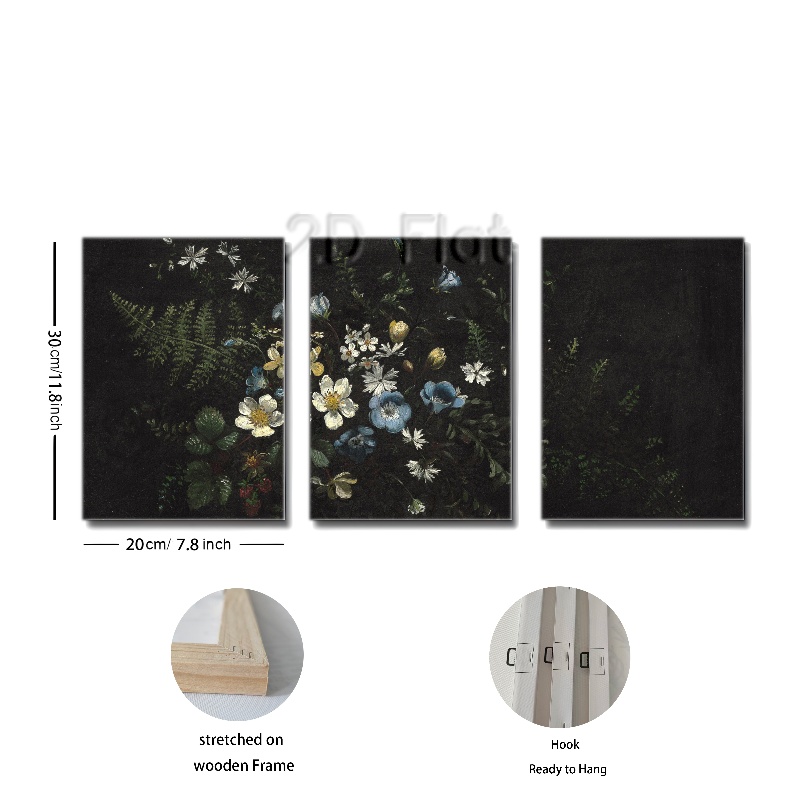 2D Flat
30cm/11.8inch
20cm/ 7.8 inch
stretched on
wooden Frame
Hook
Ready to Hang